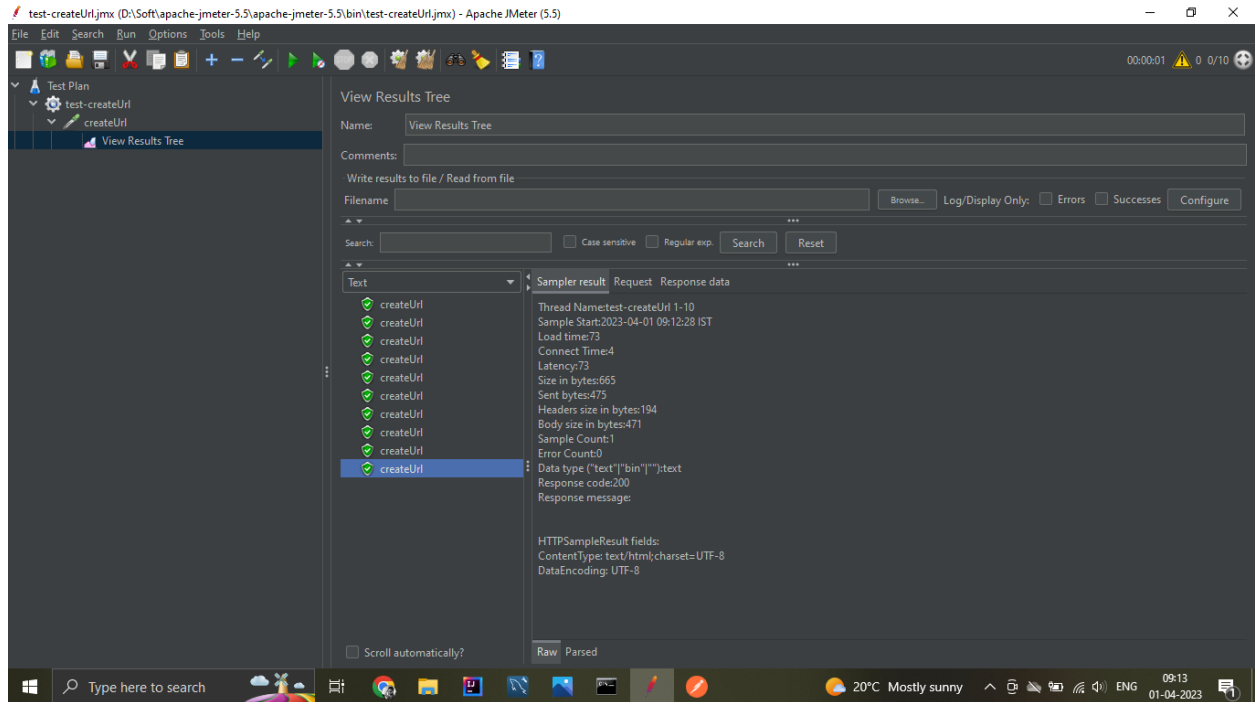 test-createUrl.jmx (D:\Soft\apache-jmeter-5.5\apache-jmeter-5.5\bin\test-createUrl.jmx) - Apache JMeter (5.5)
File Edit Search Run Options Tools Help
00:00:01 0 0/10
Test Plan
test-createUrl
createUrl
View Results Tree
View Results Tree
Name: View Results Tree
Comments:
Write results to file / Read from file
Filename Browse... Log/Display Only: Errors Successes Configure
Search: Case sensitive Regular exp. Search Reset
Text
createUrl
createUrl
createUrl
createUrl
createUrl
createUrl
createUrl
createUrl
createUrl
createUrl
Scroll automatically?
Sampler result Request Response data
Thread Name:test-createUrl 1-10
Sample Start:2023-04-01 09:12:28 IST
Load time:73
Connect Time:4
Latency:73
Size in bytes:665
Sent bytes:475
Headers size in bytes:194
Body size in bytes:471
Sample Count:1
Error Count:0
Data type ("text"|"bin"|""):text
Response code:200
Response message:
HTTPSampleResult fields:
ContentType: text/html;charset=UTF-8
DataEncoding: UTF-8
Raw Parsed
Type here to search
20°C Mostly sunny
ENG
09:13
01-04-2023
1